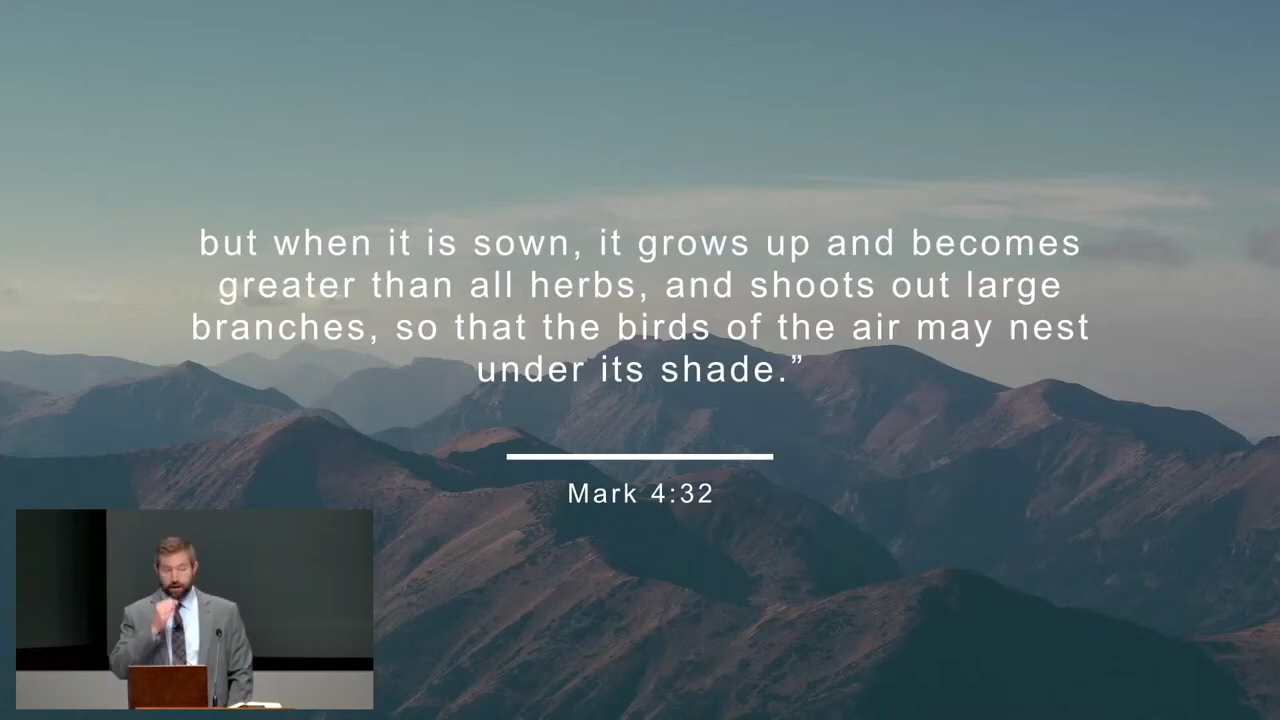 but when it is sown, it grows up and becomes
greater than all herbs, and shoots out large
branches, so that the birds of the air may nest
under its shade.”
Mark 4:32